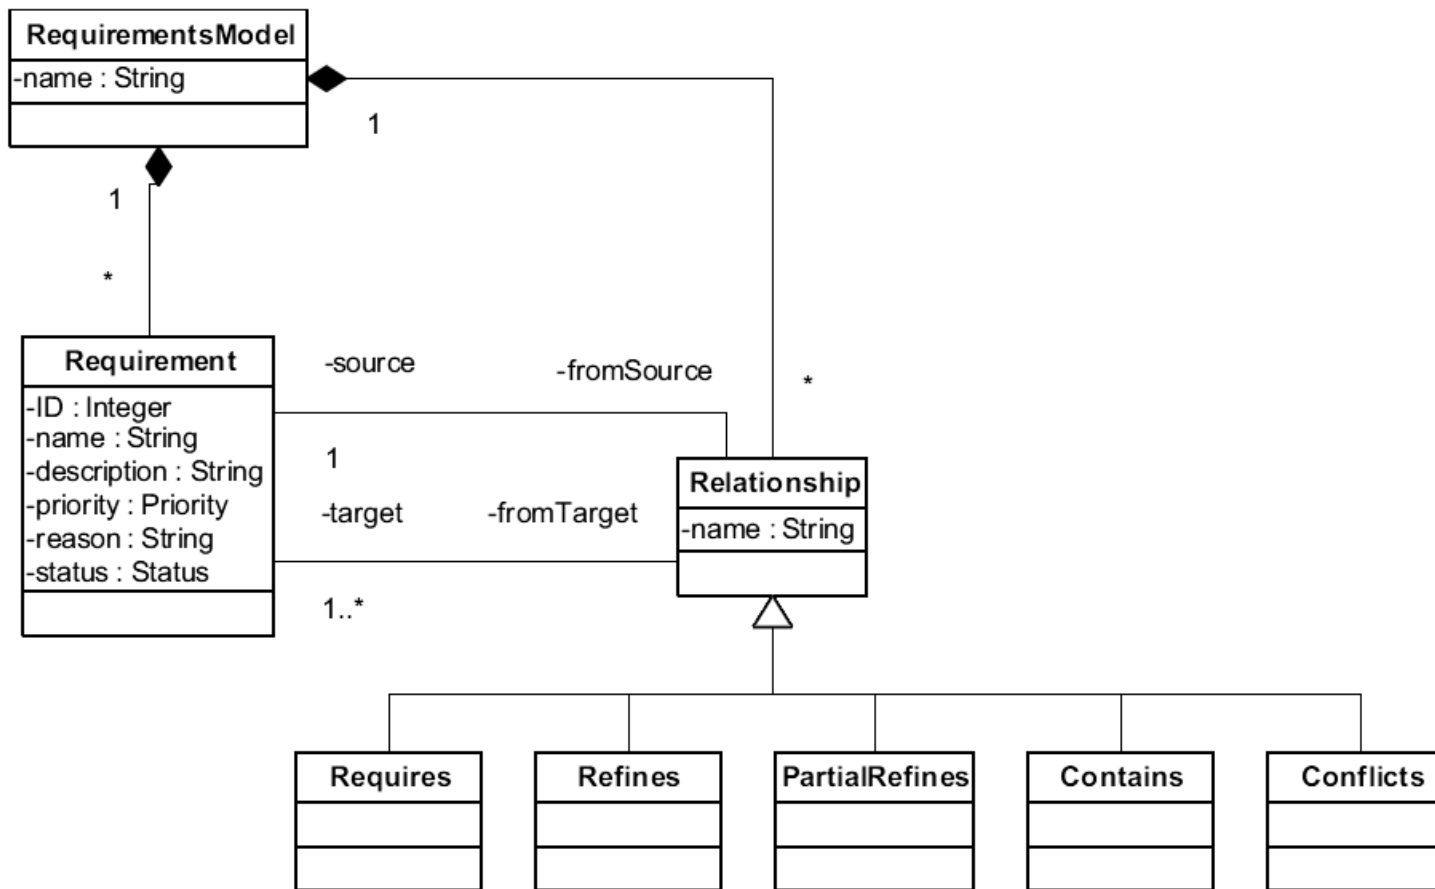 RequirementsModel
-name : String
1
1
*
Requirement
-ID : Integer
-name : String
-description : String
-priority : Priority
-reason : String
-status : Status
-source
-fromSource
*
1
-target
-fromTarget
1..*
Relationship
-name : String
Requires
Refines
PartialRefines
Contains
Conflicts